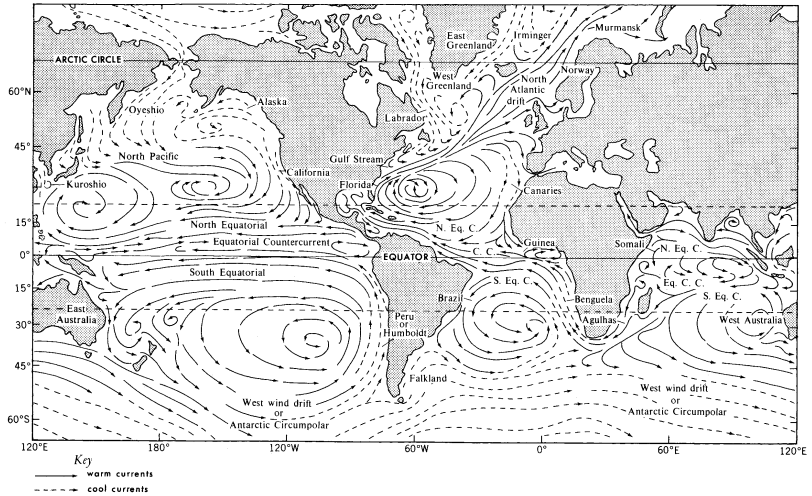 East
Greenland
Irminger
Murmansk
ARCTIC CIRCLE
West
Greenland
North
Atlantic
drift
Norway
60°N
Oyeshio
Alaska
Labrador
45°
North Pacific
Gulf Stream
California
Kuroshio
Florida
Canaries
15°
North Equatorial
N. Eq. C.
Equatorial Countercurrent
C. C.
Guinea
Somali
N. Eq. C.
0°
EQUATOR
South Equatorial
S. Eq. C.
Eq. C. C.
15°
Brazil
Benguela
S. Eq. C.
East
Australia
Peru
or
Humboldt
Agulhas
West Australia
30°
45°
Falkland
West wind drift
or
Antarctic Circumpolar
West wind drift
or
Antarctic Circumpolar
60°S
120°E
180°
120°W
60°W
0°
60°E
120°E
Key
warm currents
cool currents